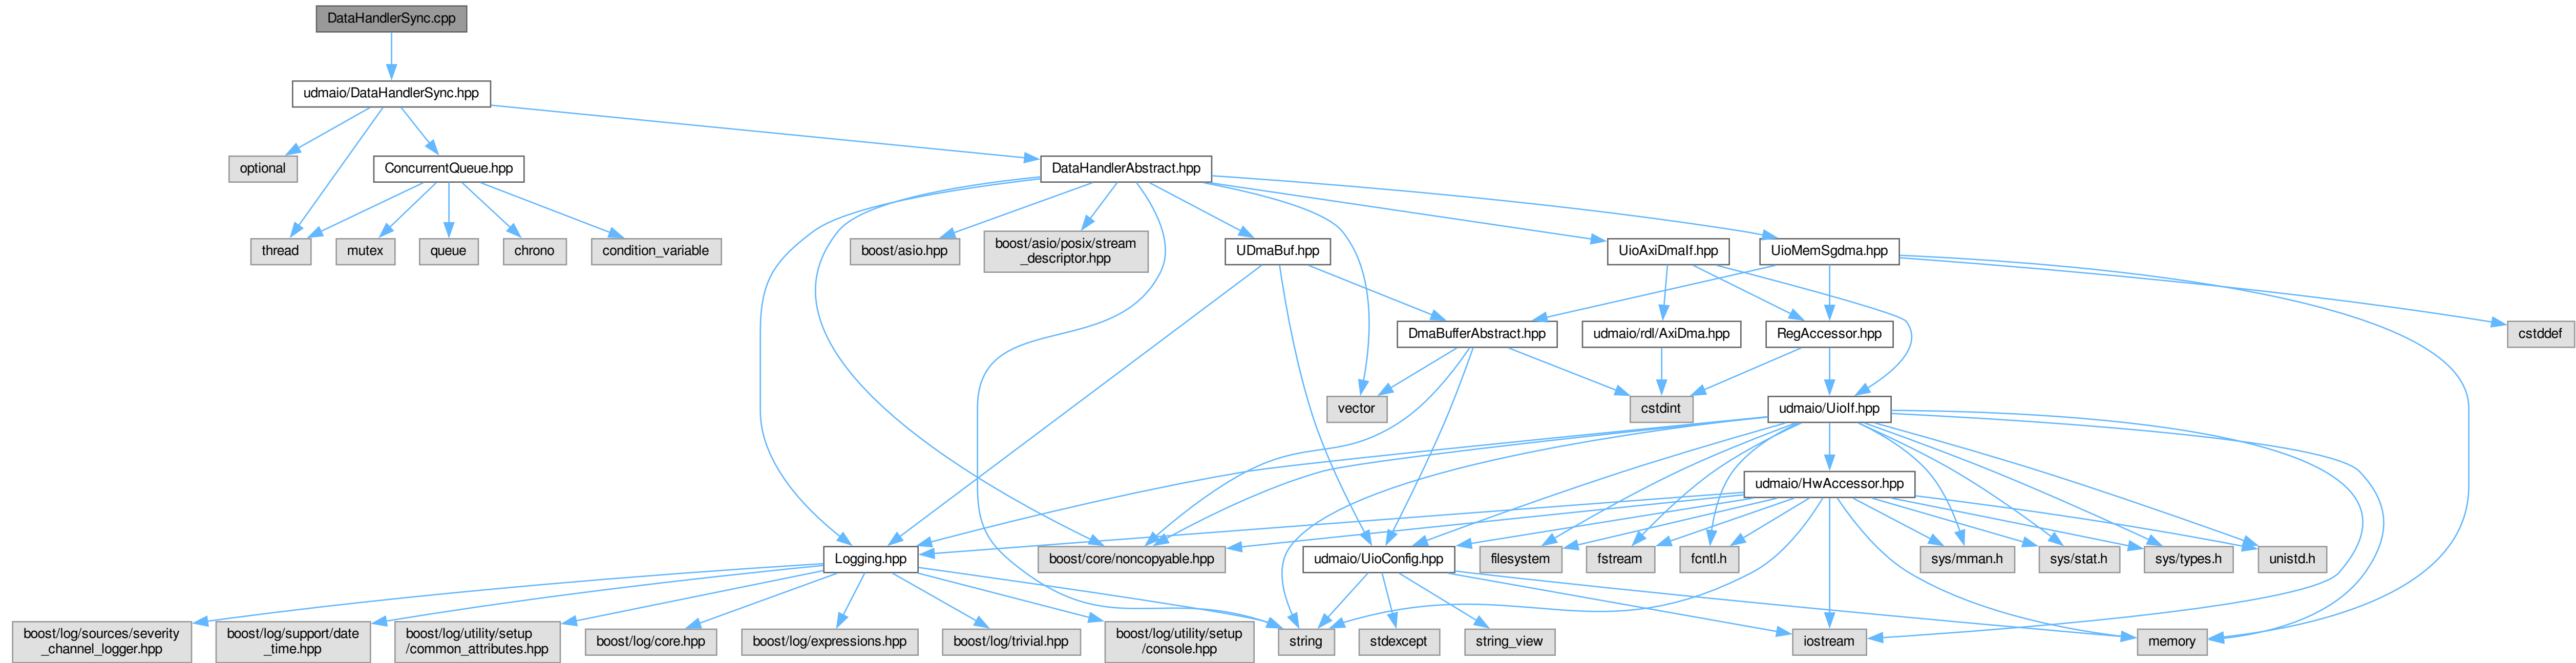 DataHandlerSync.cpp
udmaio/DataHandlerSync.hpp
optional
ConcurrentQueue.hpp
DataHandlerAbstract.hpp
thread
mutex
queue
chrono
condition_variable
boost/asio.hpp
boost/asio/posix/stream
_descriptor.hpp
UDmaBuf.hpp
UioAxiDmaIf.hpp
UioMemSgdma.hpp
DmaBufferAbstract.hpp
udmaio/rdl/AxiDma.hpp
RegAccessor.hpp
cstddef
vector
cstdint
udmaio/UioIf.hpp
udmaio/HwAccessor.hpp
Logging.hpp
boost/core/noncopyable.hpp
udmaio/UioConfig.hpp
filesystem
fstream
fcntl.h
sys/mman.h
sys/stat.h
sys/types.h
unistd.h
boost/log/sources/severity
_channel_logger.hpp
boost/log/support/date
_time.hpp
boost/log/utility/setup
/common_attributes.hpp
boost/log/core.hpp
boost/log/expressions.hpp
boost/log/trivial.hpp
boost/log/utility/setup
/console.hpp
string
stdexcept
string_view
iostream
memory